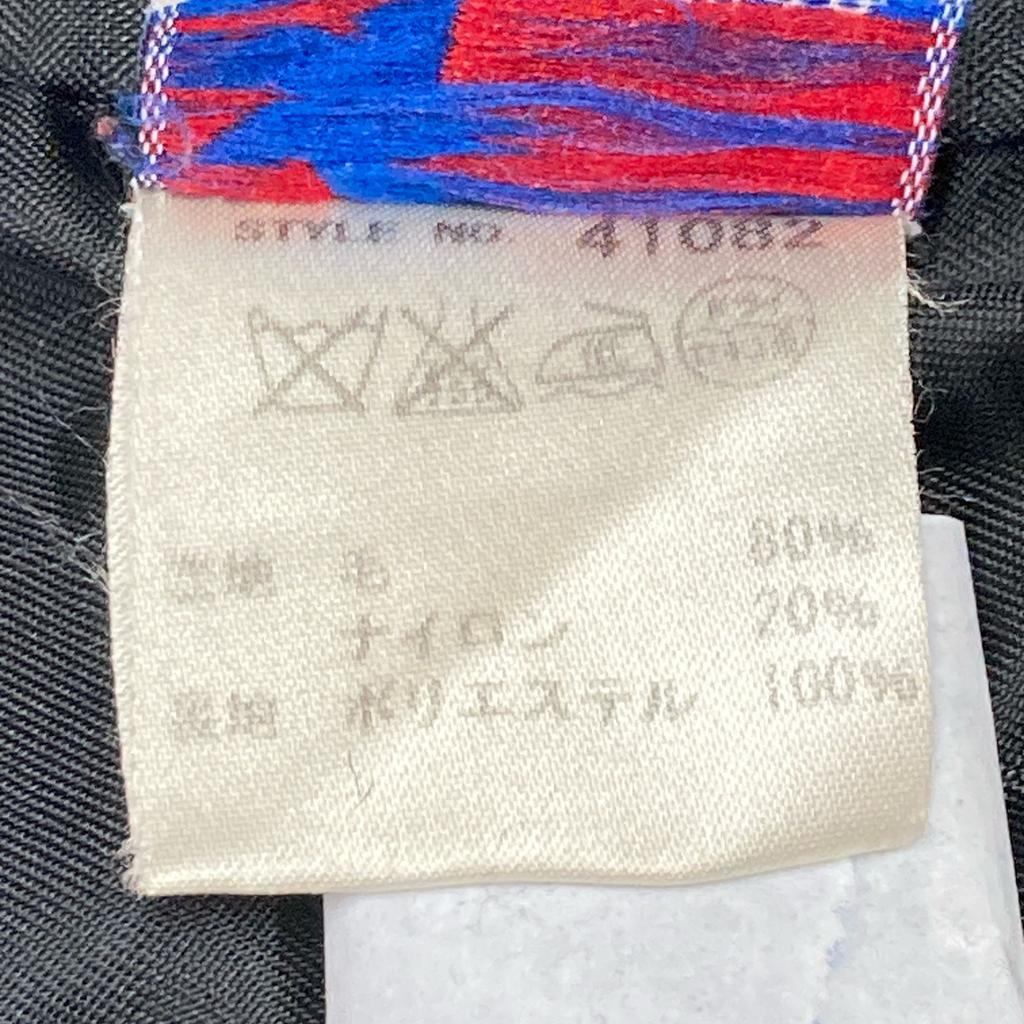 STYLE NO. 41082
表地 毛 80%
ナイロン 20%
裏地 ポリエステル 100%